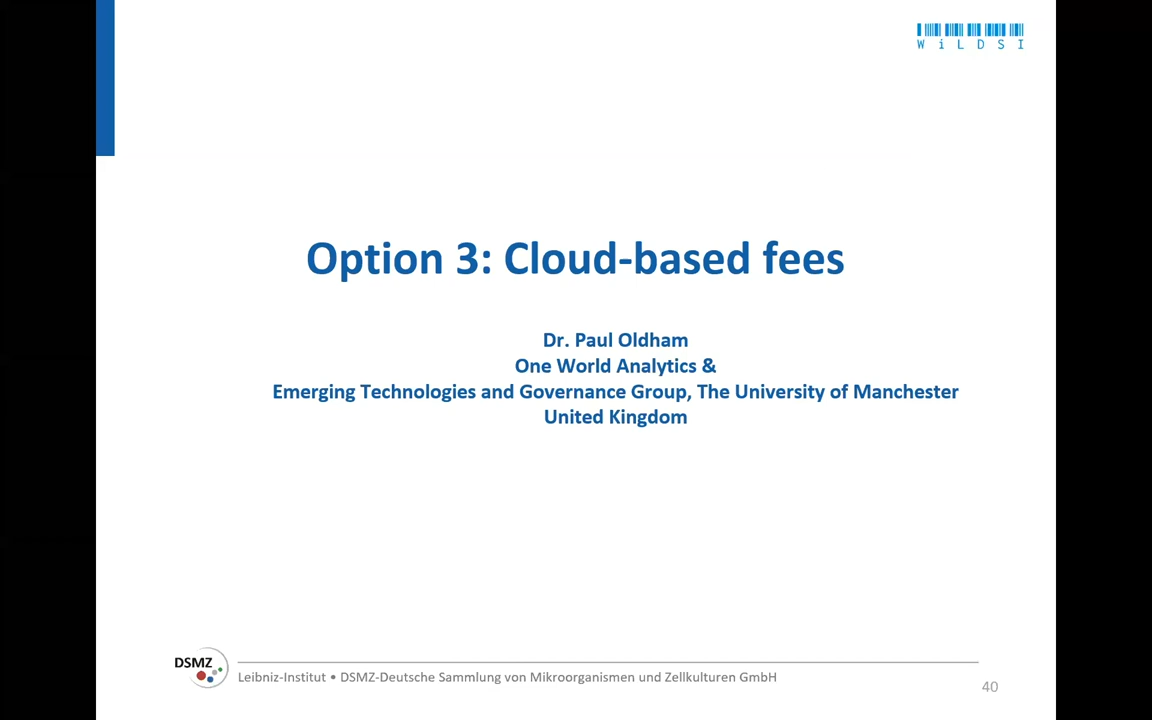 WiLDSI
Option 3: Cloud-based fees
Dr. Paul Oldham
One World Analytics &
Emerging Technologies and Governance Group, The University of Manchester
United Kingdom
DSMZ
Leibniz-Institut • DSMZ-Deutsche Sammlung von Mikroorganismen und Zellkulturen GmbH
40